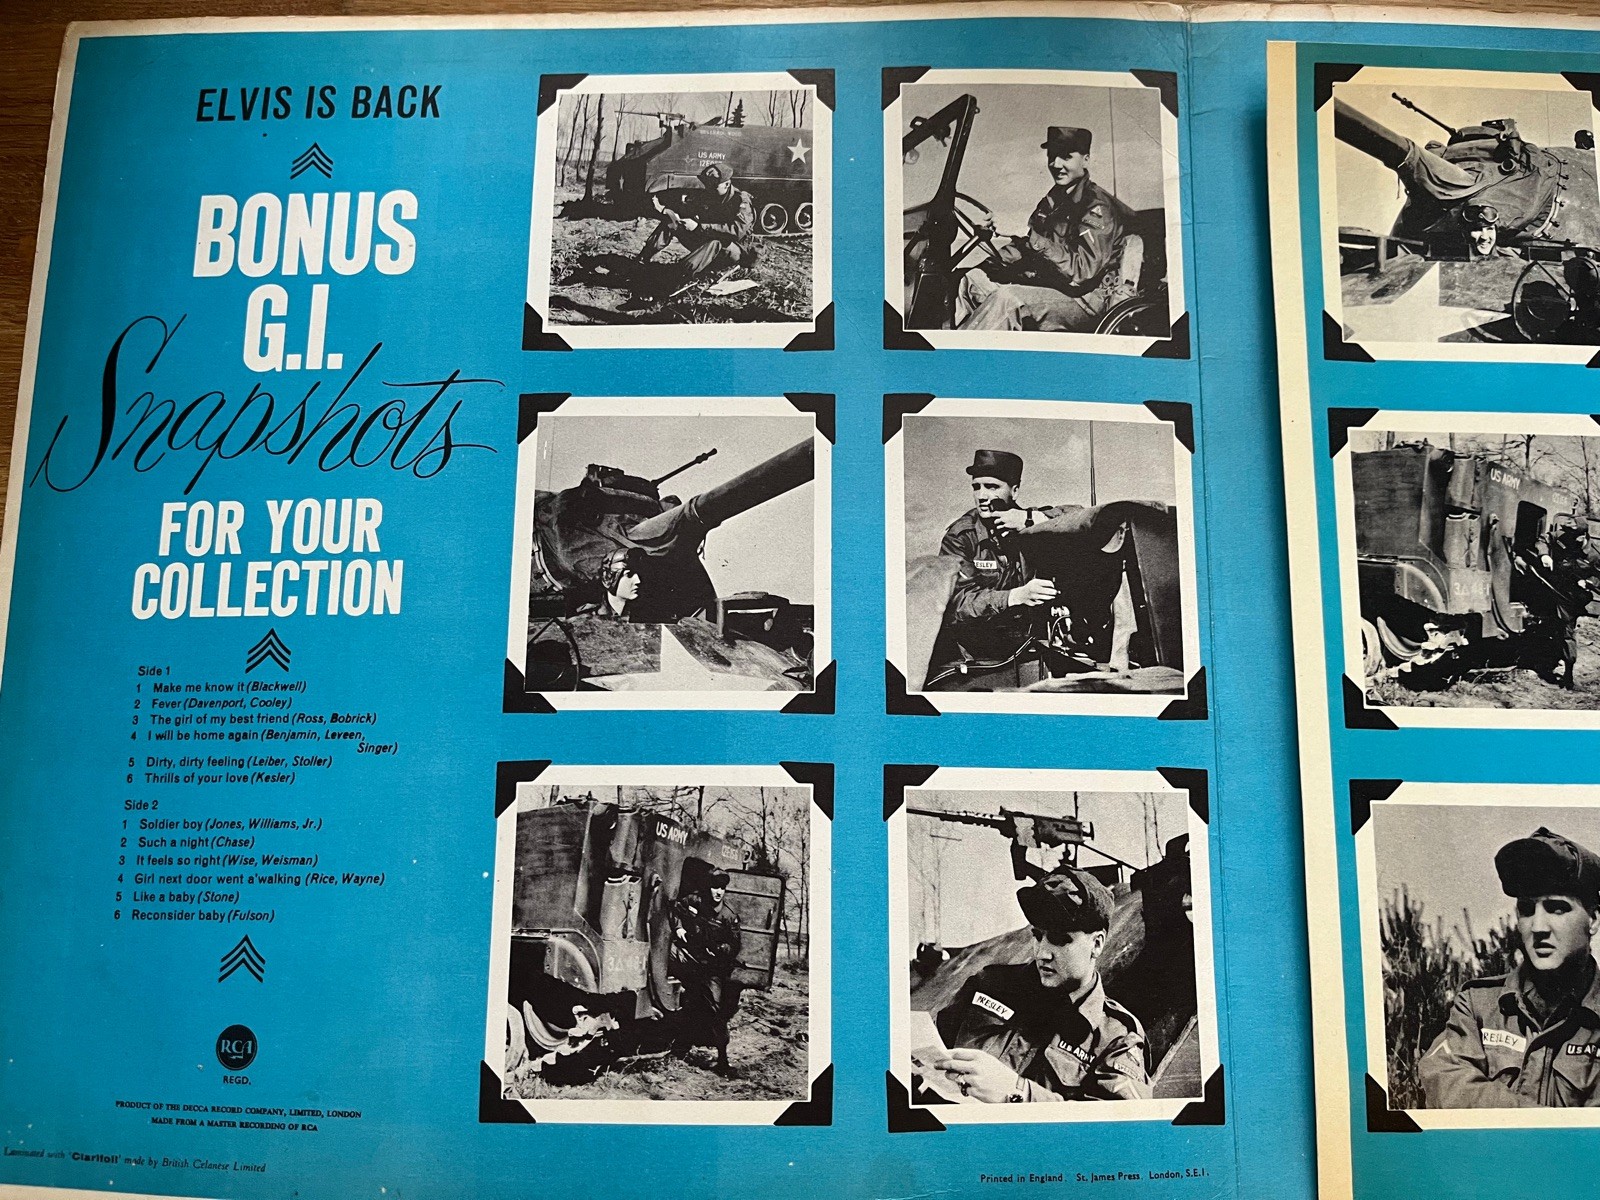 ELVIS IS BACK
BONUS
G.I.
Snapshots
FOR YOUR
COLLECTION
Side 1
1 Make me know it (Blackwell)
2 Fever (Davenport, Cooley)
3 The girl of my best friend (Ross, Bobrick)
4 I will be home again (Benjamin, Leveen,
Singer)
5 Dirty, dirty feeling (Leiber, Stoller)
6 Thrills of your love (Kesler)
Side 2
1 Soldier boy (Jones, Williams, Jr.)
2 Such a night (Chase)
3 It feels so right (Wise, Weisman)
4 Girl next door went a'walking (Rice, Wayne)
5 Like a baby (Stone)
6 Reconsider baby (Fulson)
RCA
REGD.
PRODUCT OF THE DECCA RECORD COMPANY, LIMITED, LONDON
MADE FROM A MASTER RECORDING OF RCA
Laminated with 'Clarifoil' made by British Celanese Limited
US ARMY
ESLEY
US ARMY
PRESLEY
US ARMY
Printed in England. St. James Press, London, S.E.1.
US ARMY
RESLEY
US A